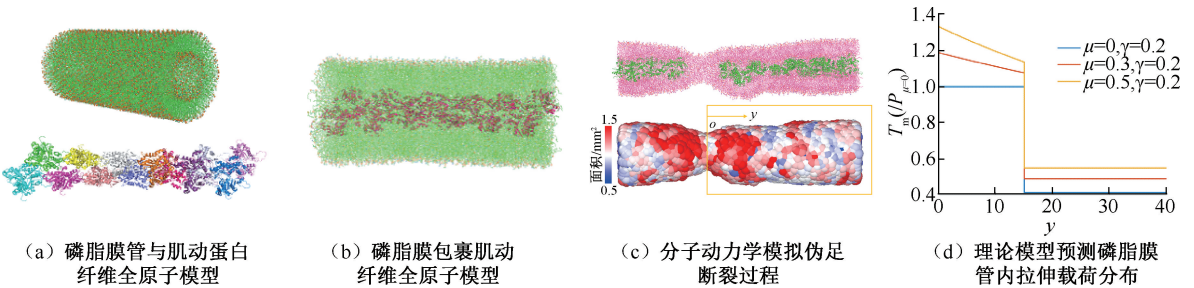 1.5
面积/mm²
0.5
o
y
1.4
1.2
1.0
0.8
0.6
0.4
Tₘ(/Pμ=0)
μ=0,γ=0.2
μ=0.3,γ=0.2
μ=0.5,γ=0.2
0
10
20
30
40
y
（a）磷脂膜管与肌动蛋白
纤维全原子模型
（b）磷脂膜包裹肌动
纤维全原子模型
（c）分子动力学模拟伪足
断裂过程
（d）理论模型预测磷脂膜
管内拉伸载荷分布